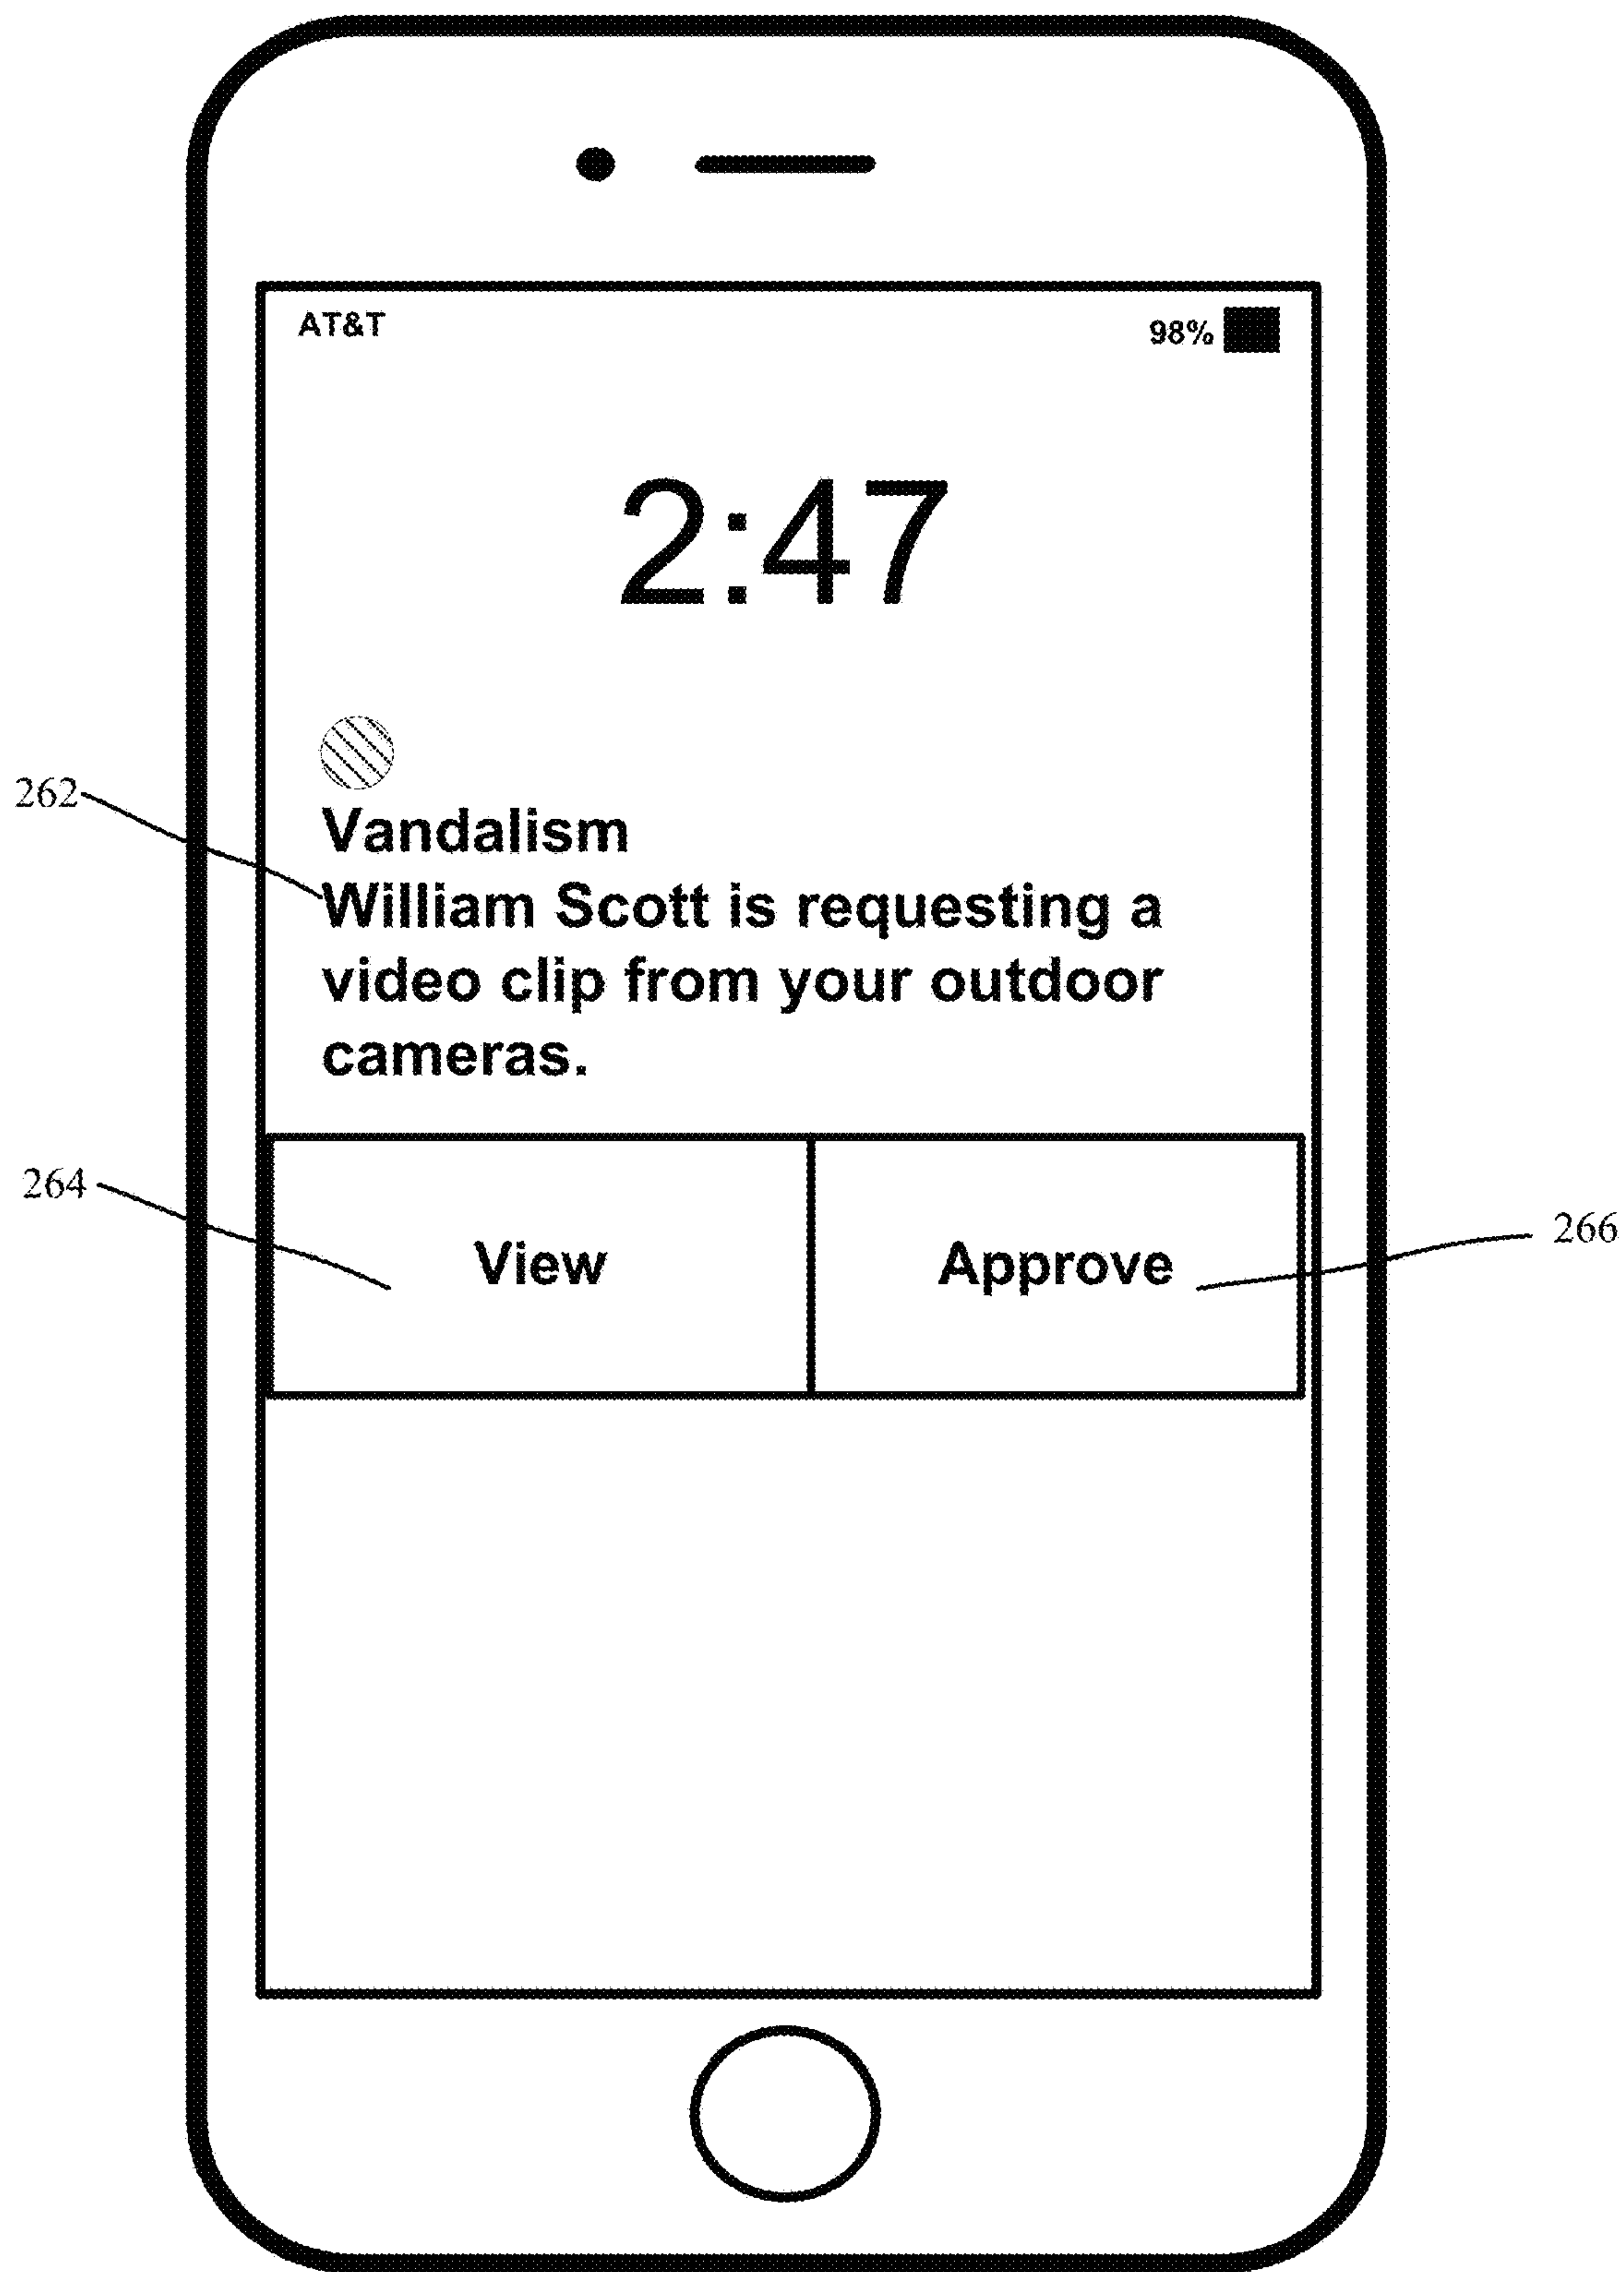 AT&T 98%
2:47
262
Vandalism
William Scott is requesting a
video clip from your outdoor
cameras.
264
View Approve
266